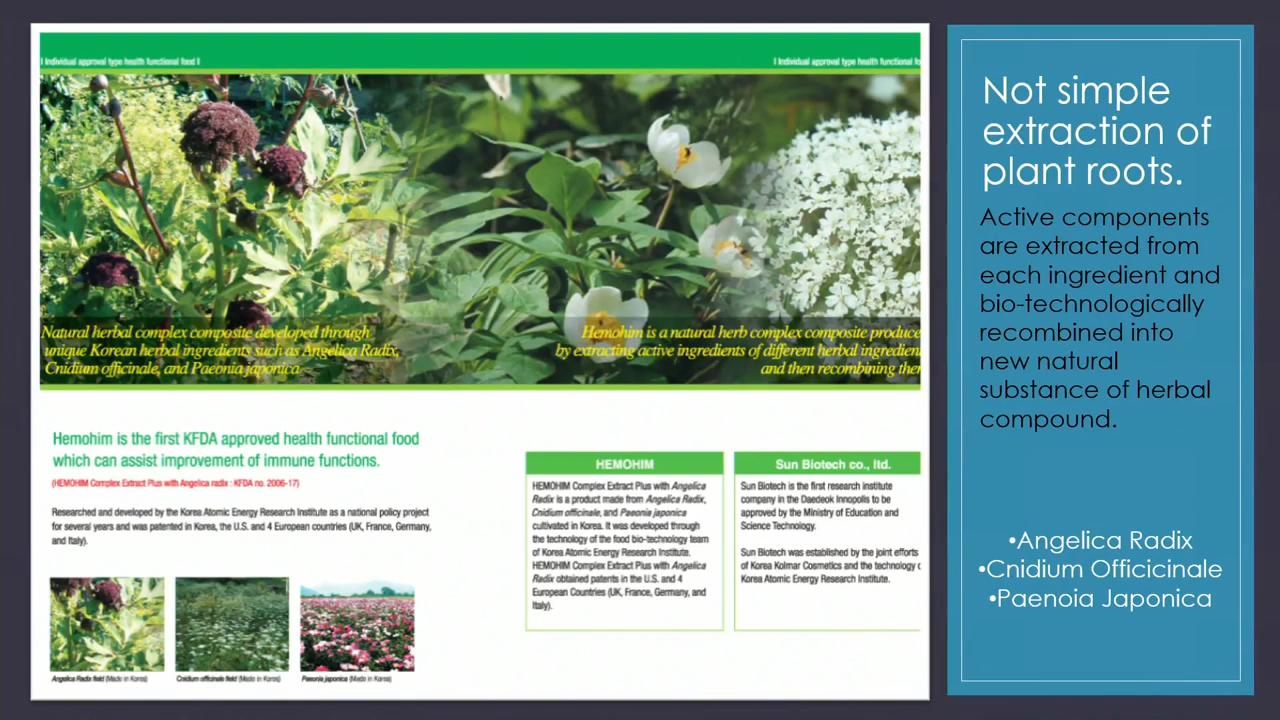 I Individual approval type health functional food I
I Individual approval type health functional fo
Natural herbal complex composite developed through
unique Korean herbal ingredients such as Angelica Radix,
Cnidium officinale, and Paeonia japonica
Hemohim is a natural herb complex composite produce
by extracting active ingredients of different herbal ingredien
and then recombining ther
Hemohim is the first KFDA approved health functional food
which can assist improvement of immune functions.
(HEMOHIM Complex Extract Plus with Angelica radix : KFDA no. 2006-17)
Researched and developed by the Korea Atomic Energy Research Institute as a national policy project
for several years and was patented in Korea, the U.S. and 4 European countries (UK, France, Germany,
and Italy).
Angelica Radix field (Made in Korea)
Cnidium officinale field (Made in Korea)
Paeonia japonica (Made in Korea)
HEMOHIM
HEMOHIM Complex Extract Plus with Angelica
Radix is a product made from Angelica Radix,
Cnidium officinale, and Paeonia japonica
cultivated in Korea. It was developed through
the technology of the food bio-technology team
of Korea Atomic Energy Research Institute.
HEMOHIM Complex Extract Plus with Angelica
Radix obtained patents in the U.S. and 4
European Countries (UK, France, Germany, and
Italy).
Sun Biotech co., ltd.
Sun Biotech is the first research institute
company in the Daedeok Innopolis to be
approved by the Ministry of Education and
Science Technology.
Sun Biotech was established by the joint efforts
of Korea Kolmar Cosmetics and the technology o
Korea Atomic Energy Research Institute.
Not simple
extraction of
plant roots.
Active components
are extracted from
each ingredient and
bio-technologically
recombined into
new natural
substance of herbal
compound.
•Angelica Radix
•Cnidium Officicinale
•Paenoia Japonica